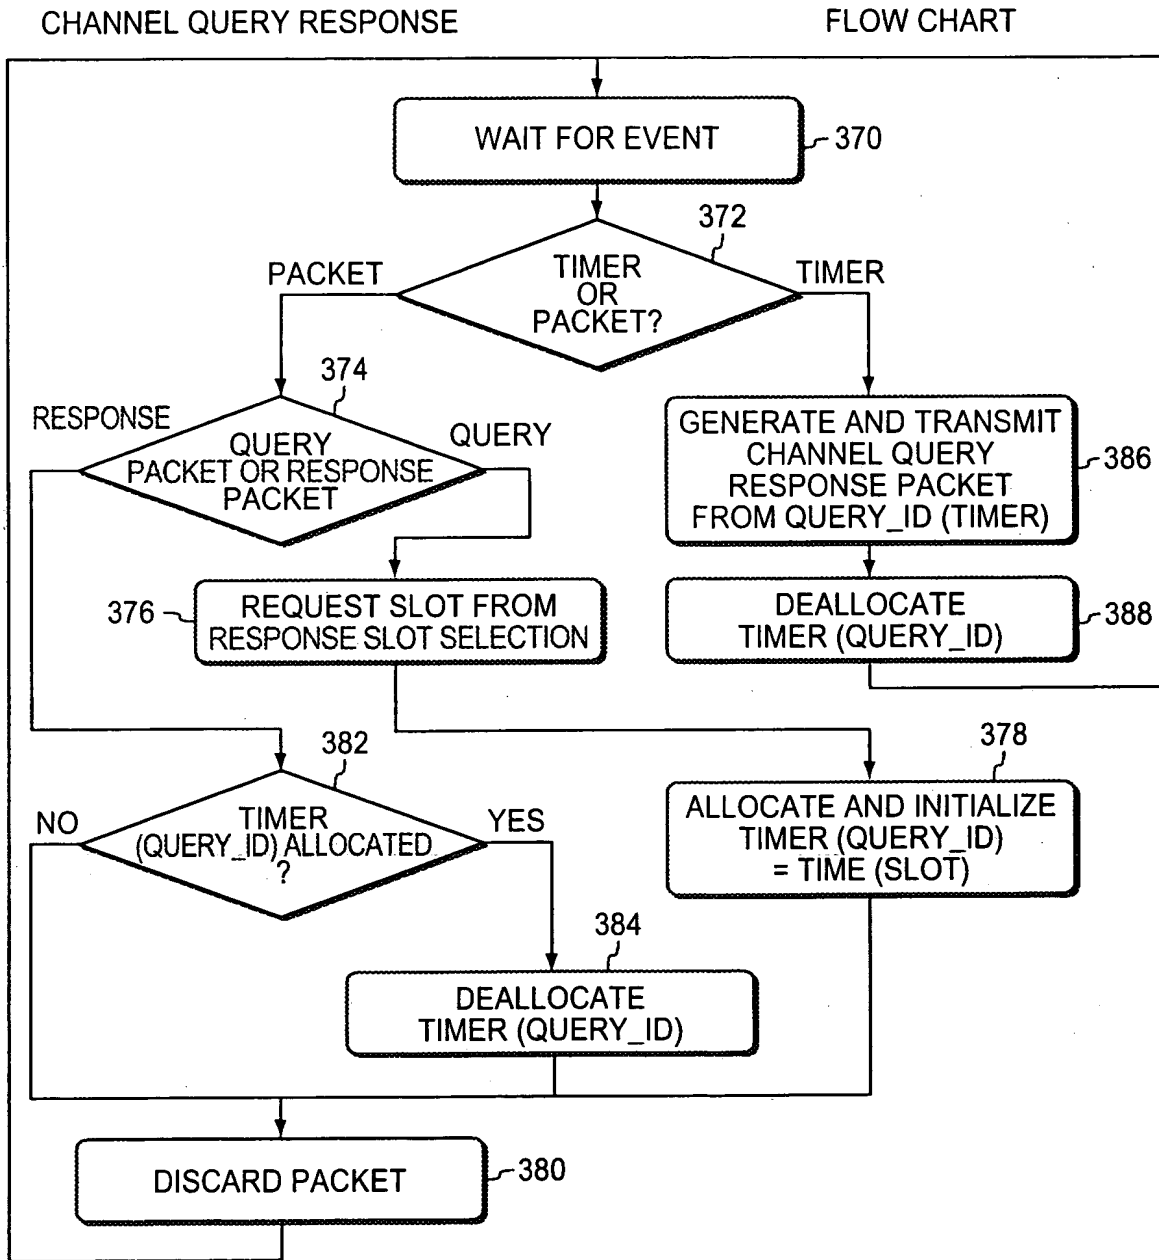 CHANNEL QUERY RESPONSE
FLOW CHART
WAIT FOR EVENT
370
372
TIMER
OR
PACKET?
PACKET
TIMER
374
RESPONSE
QUERY
PACKET OR RESPONSE
PACKET
QUERY
GENERATE AND TRANSMIT
CHANNEL QUERY
RESPONSE PACKET
FROM QUERY_ID (TIMER)
386
376
REQUEST SLOT FROM
RESPONSE SLOT SELECTION
DEALLOCATE
TIMER (QUERY_ID)
388
382
NO
TIMER
(QUERY_ID) ALLOCATED
?
YES
378
ALLOCATE AND INITIALIZE
TIMER (QUERY_ID)
= TIME (SLOT)
384
DEALLOCATE
TIMER (QUERY_ID)
DISCARD PACKET
380